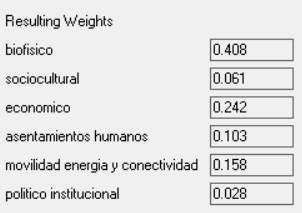 Resulting Weights
biofisico 0.408
sociocultural 0.061
economico 0.242
asentamientos humanos 0.103
movilidad energia y conectividad 0.158
politico institucional 0.028